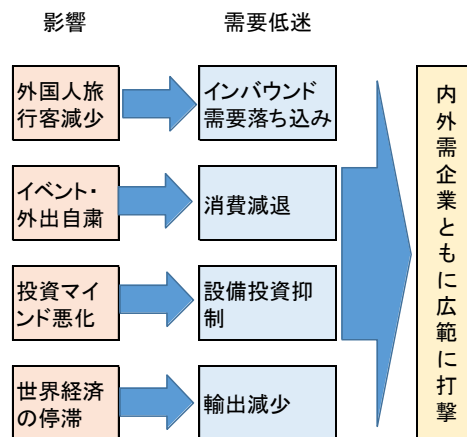 影響
需要低迷
外国人旅
行客減少
インバウンド
需要落ち込み
イベント・
外出自粛
消費減退
投資マイ
ンド悪化
設備投資抑
制
世界経済
の停滞
輸出減少
内外需企業ともに広範に打撃